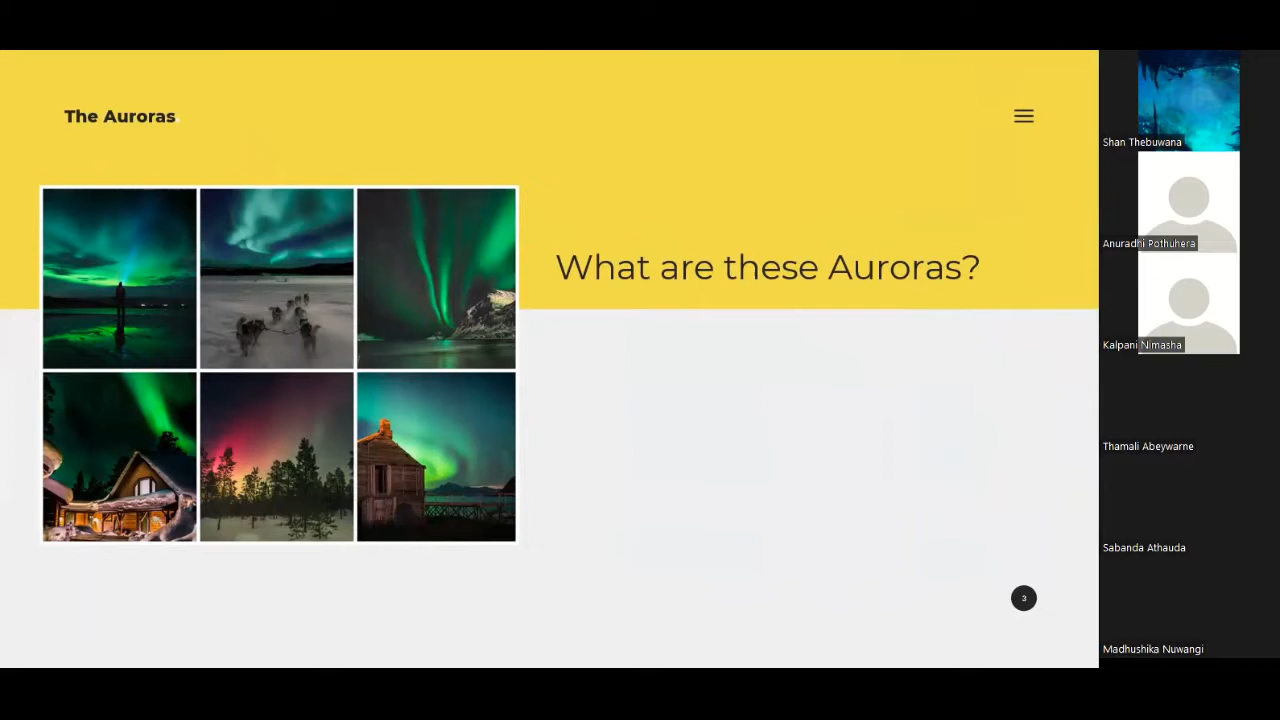 The Auroras
What are these Auroras?
3
Shan Thebuwana
Anuradhi Pothuhera
Kalpani Nimasha
Thamali Abeywarne
Sabanda Athauda
Madhushika Nuwangi